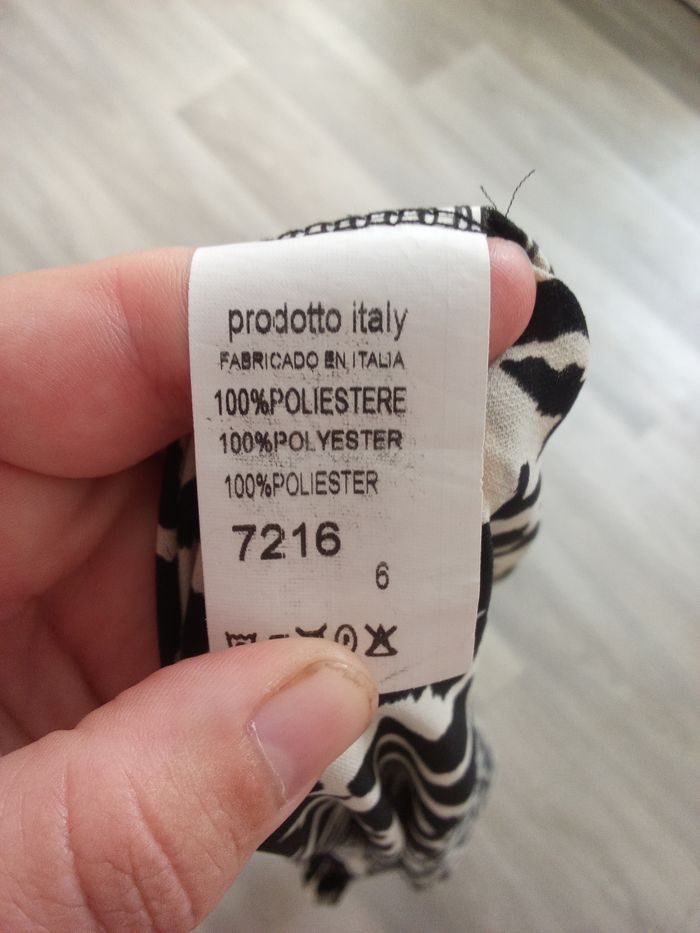 prodotto italy
FABRICADO EN ITALIA
100%POLIESTERE
100%POLYESTER
100%POLIESTER
7216
6